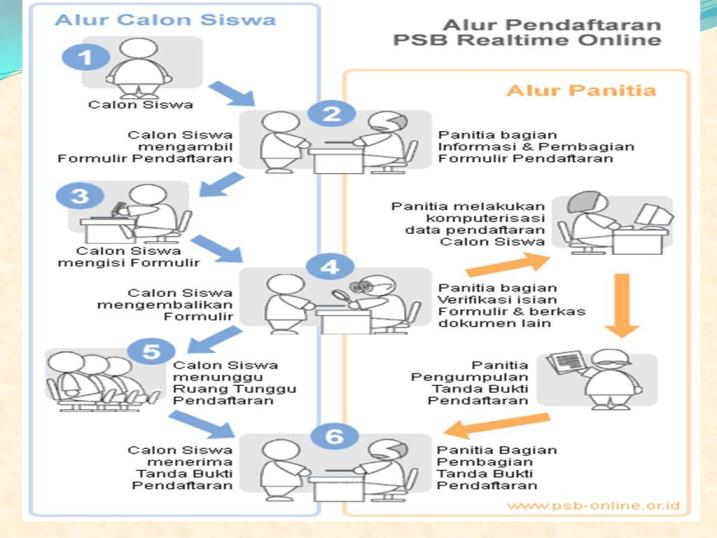 Alur Calon Siswa
Alur Pendaftaran
PSB Realtime Online
Alur Panitia
1
Calon Siswa
2
Calon Siswa
mengambil
Formulir Pendaftaran
Panitia bagian
Informasi & Pembagian
Formulir Pendaftaran
3
Calon Siswa
mengisi Formulir
Panitia melakukan
komputerisasi
data pendaftaran
Calon Siswa
4
Calon Siswa
mengembalikan
Formulir
Panitia bagian
Verifikasi isian
Formulir & berkas
dokumen lain
5
Calon Siswa
menunggu
Ruang Tunggu
Pendaftaran
Panitia
Pengumpulan
Tanda Bukti
Pendaftaran
6
Calon Siswa
menerima
Tanda Bukti
Pendaftaran
Panitia Bagian
Pembagian
Tanda Bukti
Pendaftaran
www.psb-online.or.id